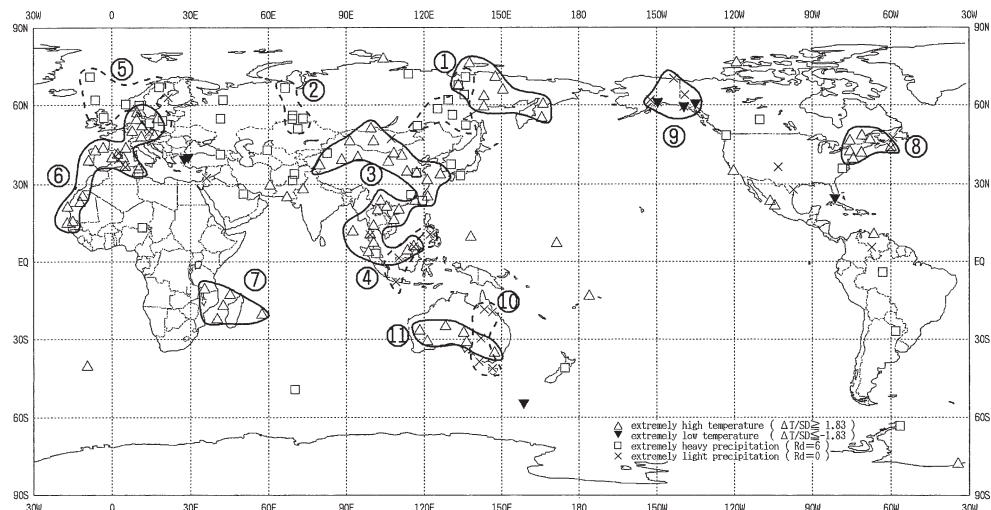 30W 0 30E 60E 90E 120E 150E 180 150W 120W 90W 60W 30W
90N 90N
① ⑤ ②
60N 60N
⑨ ⑧
⑥ ③
30N 30N
EQ EQ
④ ⑦ ⑩
⑪
30S 30S
60S 60S
△ extremely high temperature ( ΔT/SD≧ 1.83)
▼ extremely low temperature ( ΔT/SD≦-1.83)
□ extremely heavy precipitation ( Rd=6)
× extremely light precipitation ( Rd=0)
90S 90S
30W 0 30E 60E 90E 120E 150E 180 150W 120W 90W 60W 30W